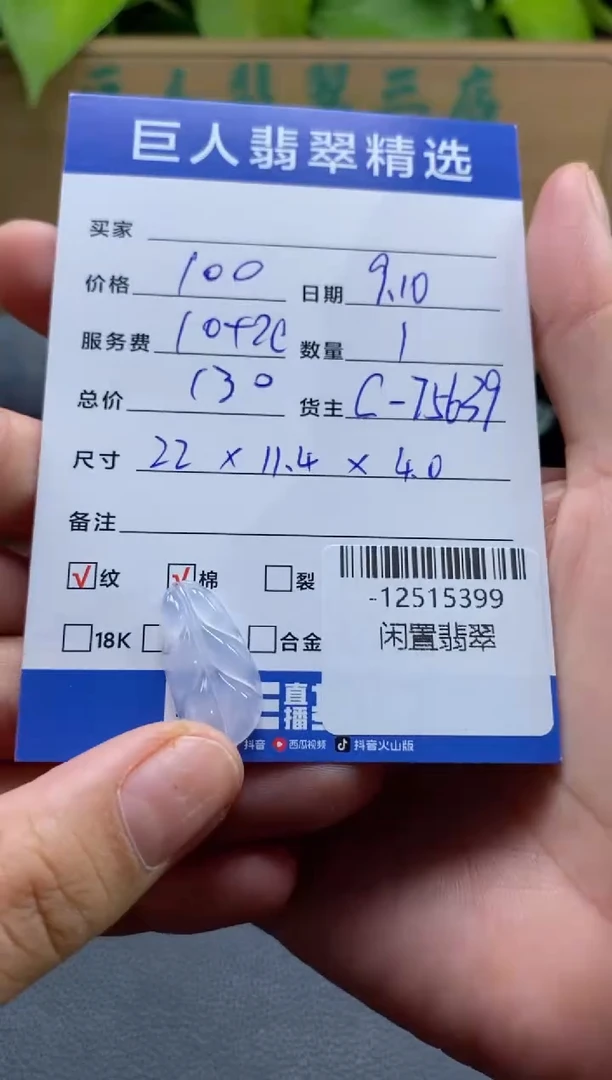 巨人翡翠三店
巨人翡翠精选
买家
价格 100 日期 9.10
服务费 10+20 数量 1
总价 130 货主 C-75639
尺寸 22 × 11.4 × 4.0
备注
☑纹 ☑棉 □裂
-12515399
闲置翡翠
□18K □ □合金
直
播
抖音 西瓜视频 抖音火山版